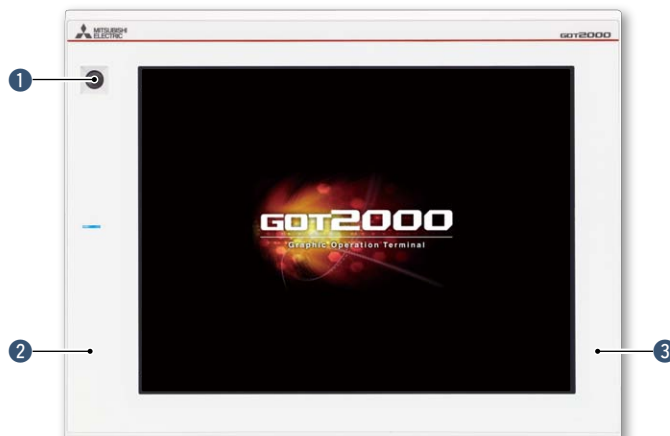 MITSUBISHI
ELECTRIC
GOT2000
1
GOT2000
Graphic Operation Terminal
2
3